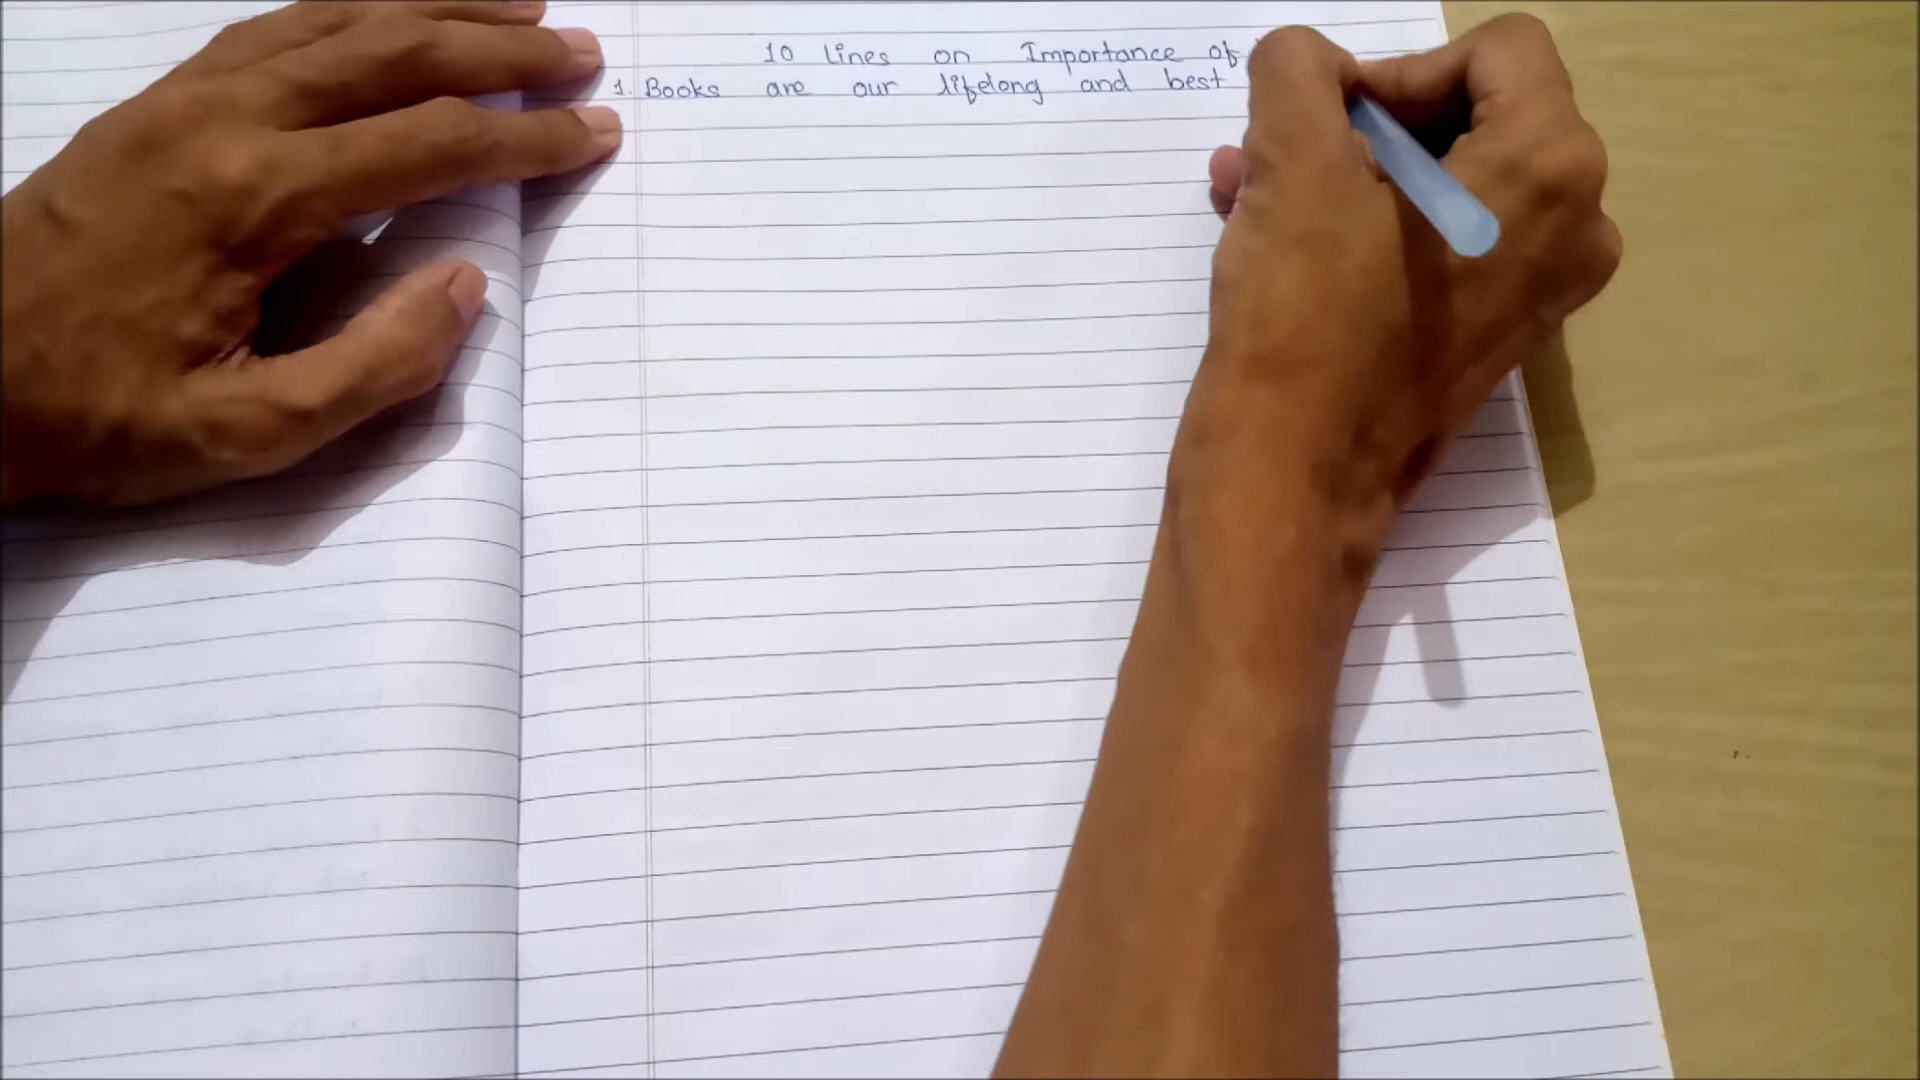 10 lines on Importance of
1. Books are our lifelong and best